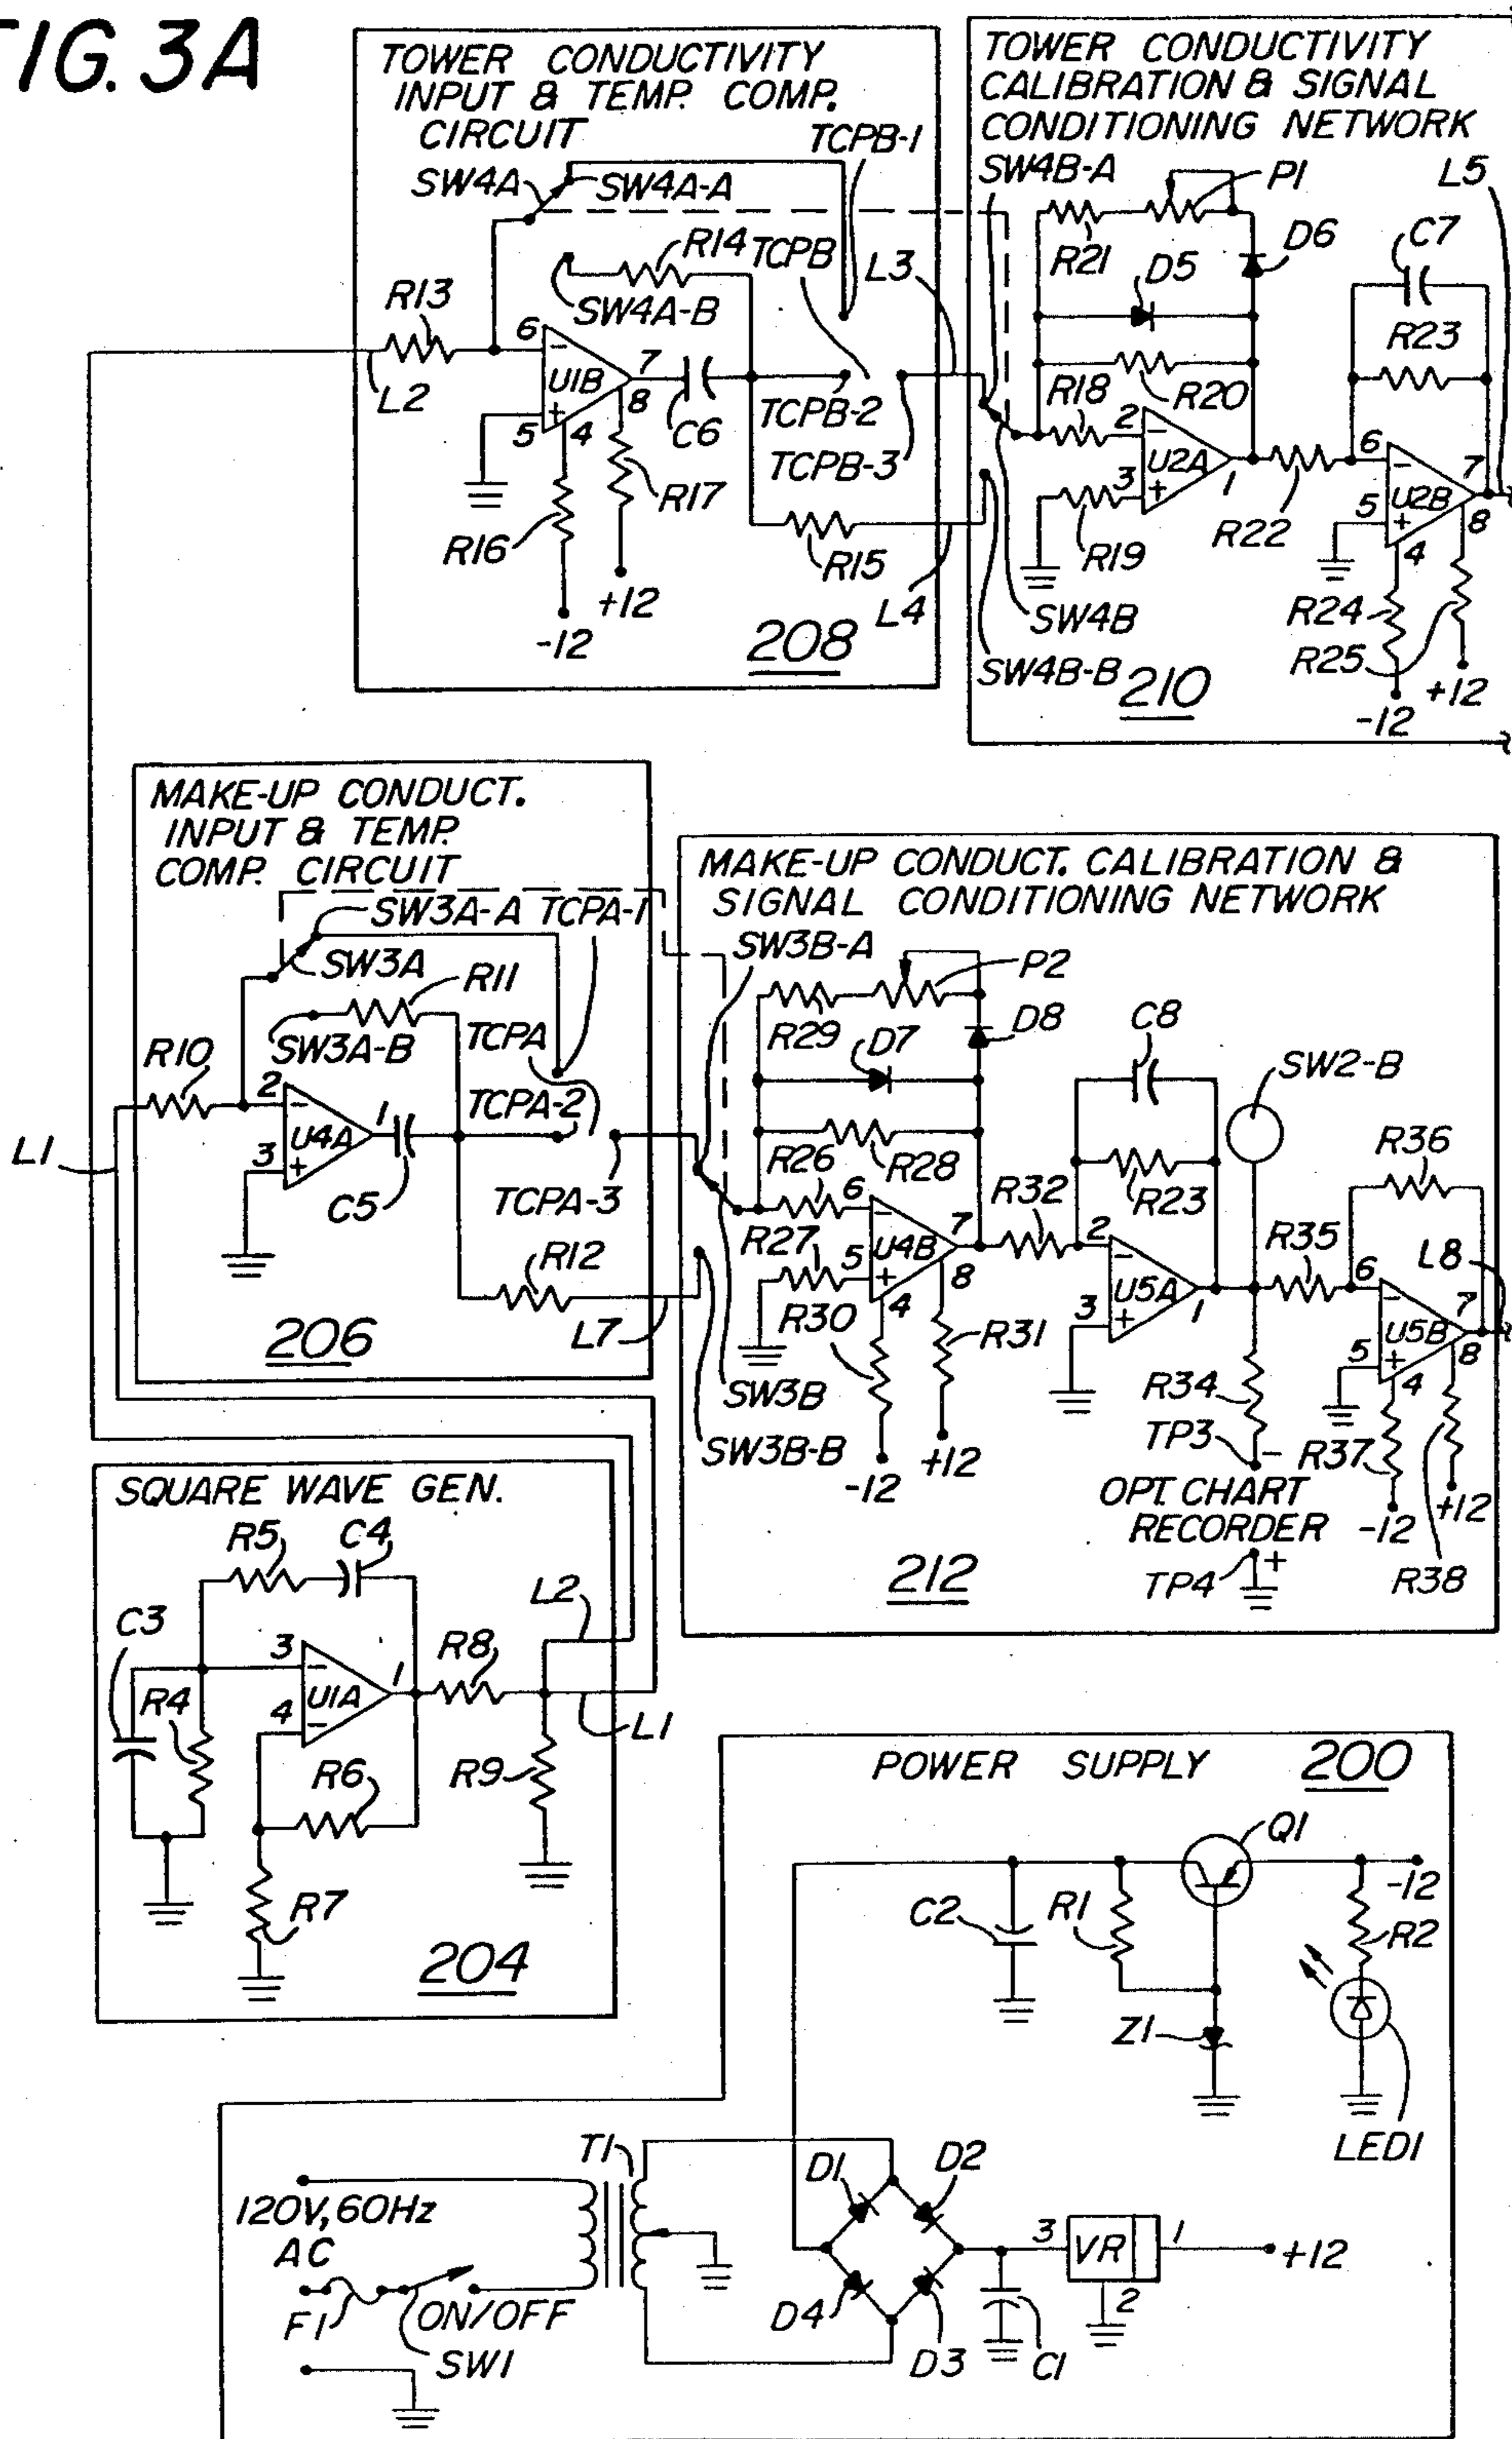 FIG. 3A
TOWER CONDUCTIVITY
INPUT & TEMP. COMP.
CIRCUIT
TCPB-1
SW4A
SW4A-A
R14
TCPB
L3
SW4A-B
R13
L2
6
-
U1B
+
5
4
7
8
C6
TCPB-2
TCPB-3
R17
R16
R15
L4
+12
-12
208
TOWER CONDUCTIVITY
CALIBRATION & SIGNAL
CONDITIONING NETWORK
SW4B-A
P1
L5
R21
D5
D6
C7
R23
R18
R20
2
-
U2A
3
+
1
R19
R22
6
-
U2B
5
+
7
8
4
SW4B
SW4B-B
R24
R25
-12
+12
210
MAKE-UP CONDUCT.
INPUT & TEMP.
COMP. CIRCUIT
SW3A-A
TCPA-1
SW3A
R11
SW3A-B
TCPA
R10
TCPA-2
2
-
U4A
3
+
1
C5
TCPA-3
L1
R12
L7
206
MAKE-UP CONDUCT. CALIBRATION &
SIGNAL CONDITIONING NETWORK
SW3B-A
P2
R29
D7
D8
C8
SW2-B
R26
R28
R32
R23
R36
6
-
U4B
5
+
7
8
4
R27
R30
R31
2
-
U5A
3
+
1
R35
6
-
U5B
5
+
7
8
4
L8
SW3B
SW3B-B
-12
+12
R34
TP3
-
OPT. CHART
RECORDER
TP4
+
R37
-12
+12
R38
212
SQUARE WAVE GEN.
R5
C4
C3
L2
3
-
U1A
4
-
1
R8
R4
R6
R9
L1
R7
204
POWER SUPPLY
200
Q1
-12
C2
R1
R2
Z1
LED1
T1
D1
D2
120V, 60Hz
AC
3
VR
1
2
+12
F1
ON/OFF
SW1
D4
D3
C1